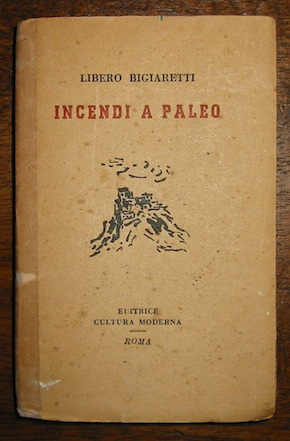 LIBERO BIGIARETTI
INCENDI A PALEO
EDITRICE
CULTURA MODERNA
ROMA